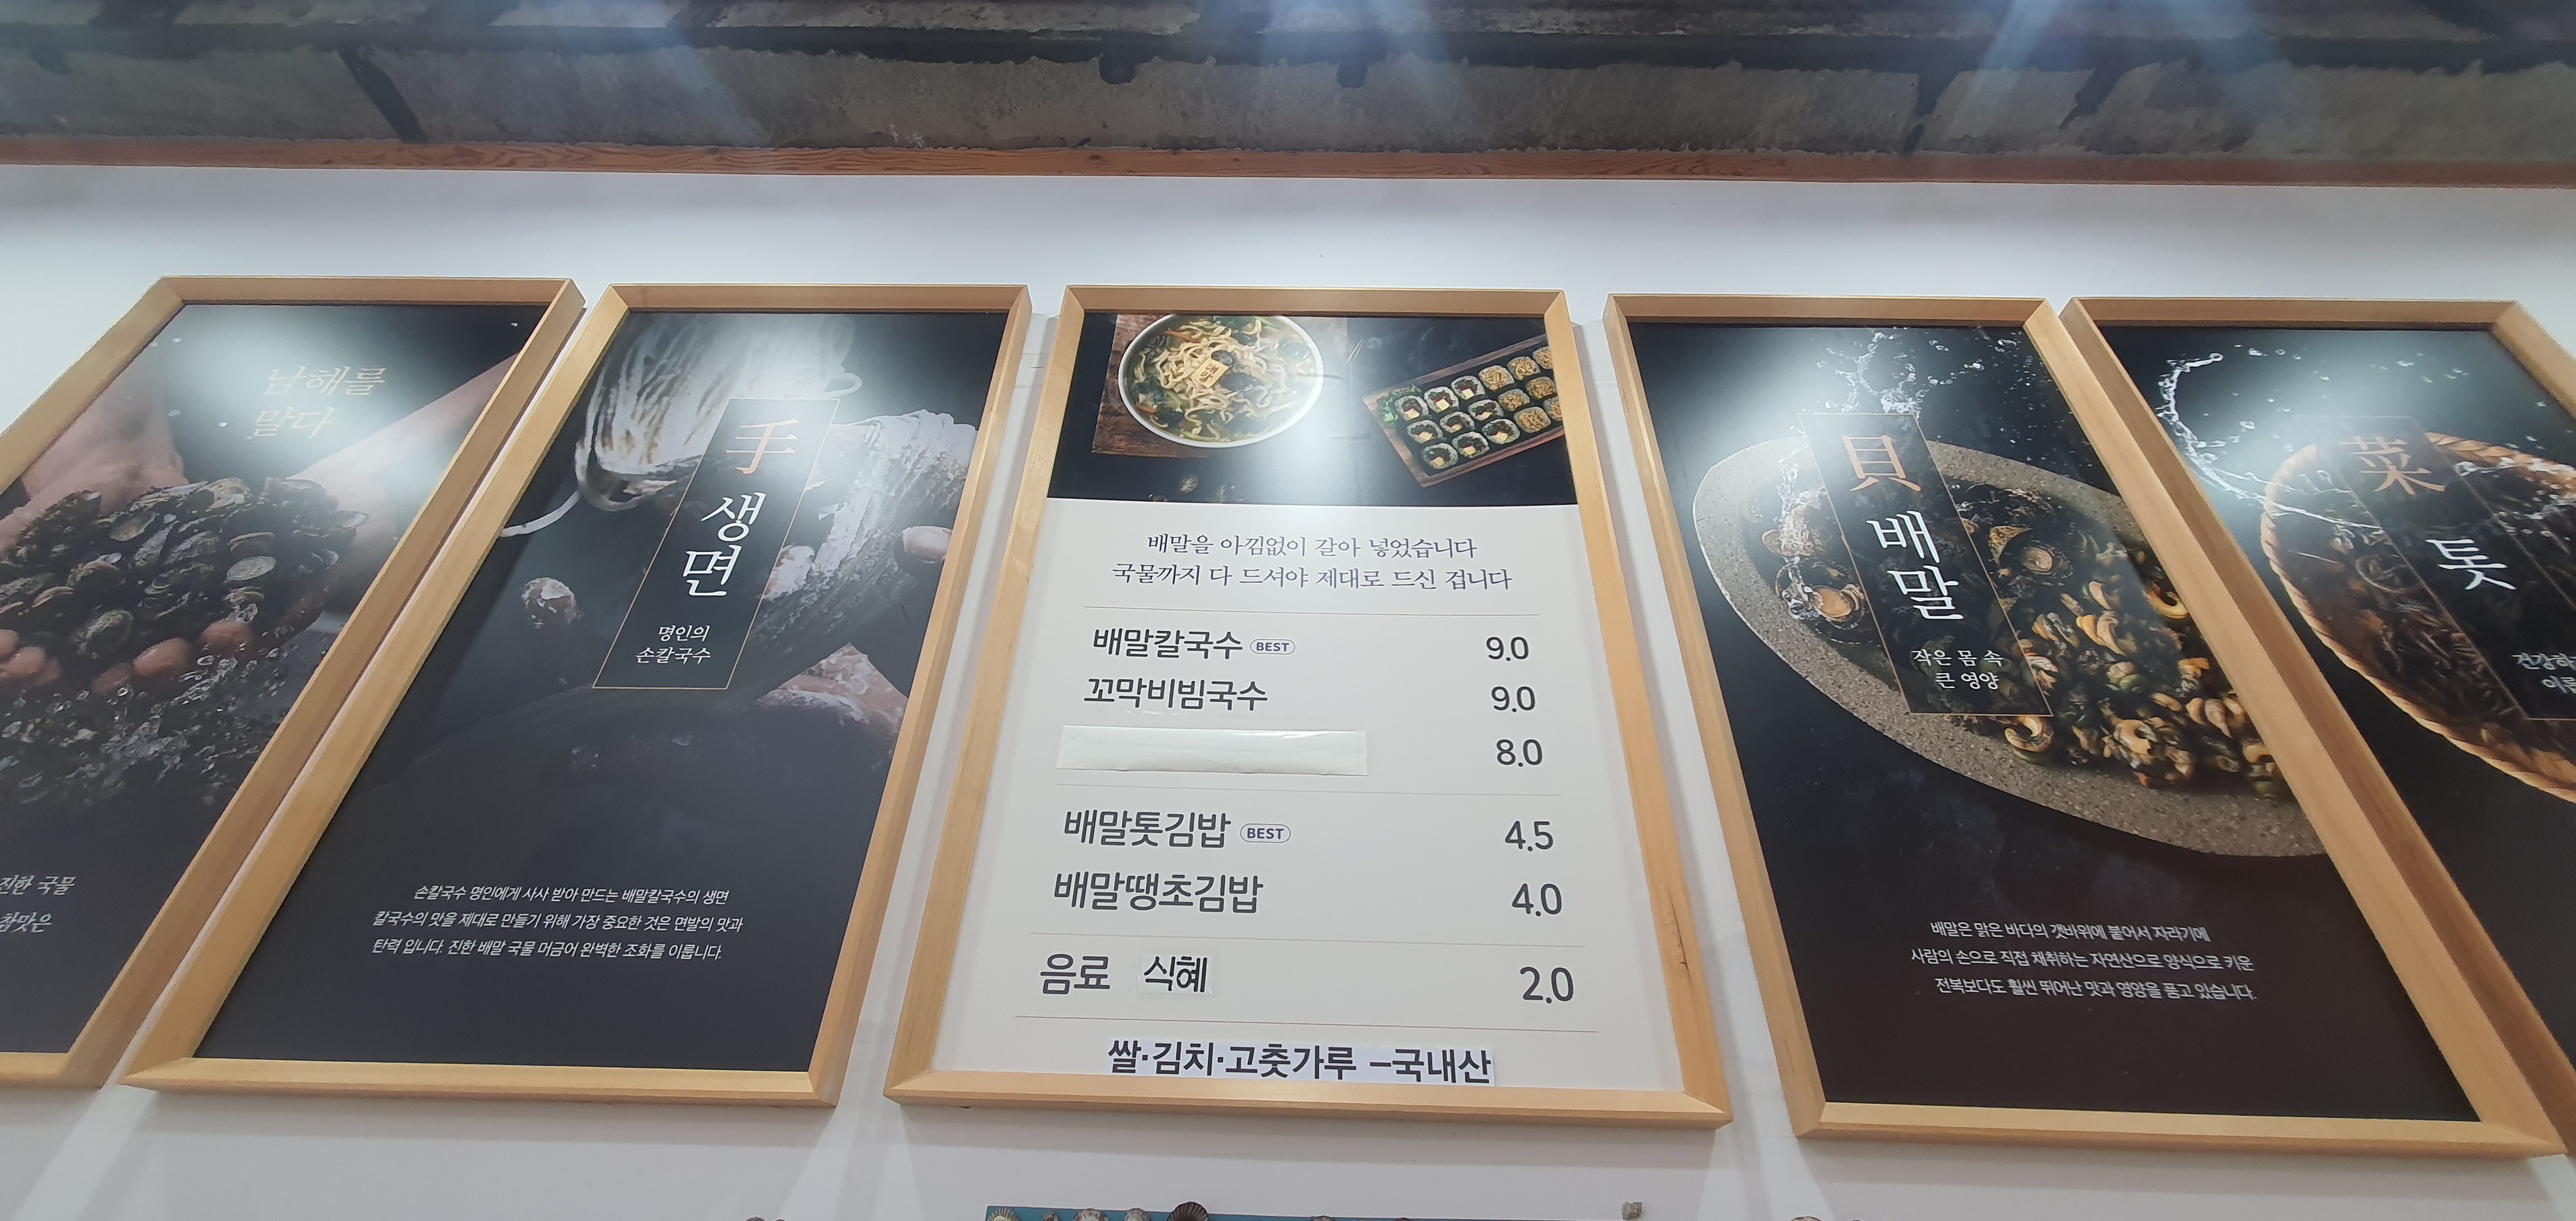 남해를
말다
진한 국물
참맛은
手
생
면
명인의
손칼국수
손칼국수 명인에게 사사 받아 만드는 배말칼국수의 생면
칼국수의 맛을 제대로 만들기 위해 가장 중요한 것은 면발의 맛과
탄력 입니다. 진한 배말 국물 머금어 완벽한 조화를 이룹니다.
배말을 아낌없이 갈아 넣었습니다
국물까지 다 드셔야 제대로 드신 겁니다
배말칼국수 BEST 9.0
꼬막비빔국수 9.0
8.0
배말톳김밥 BEST 4.5
배말땡초김밥 4.0
음료 식혜 2.0
쌀·김치·고춧가루 -국내산
貝
배
말
작은 몸 속
큰 영양
배말은 맑은 바다의 갯바위에 붙어서 자라기에
사람의 손으로 직접 채취하는 자연산으로 양식으로 키운
전복보다도 훨씬 뛰어난 맛과 영양을 품고 있습니다.
菜
톳